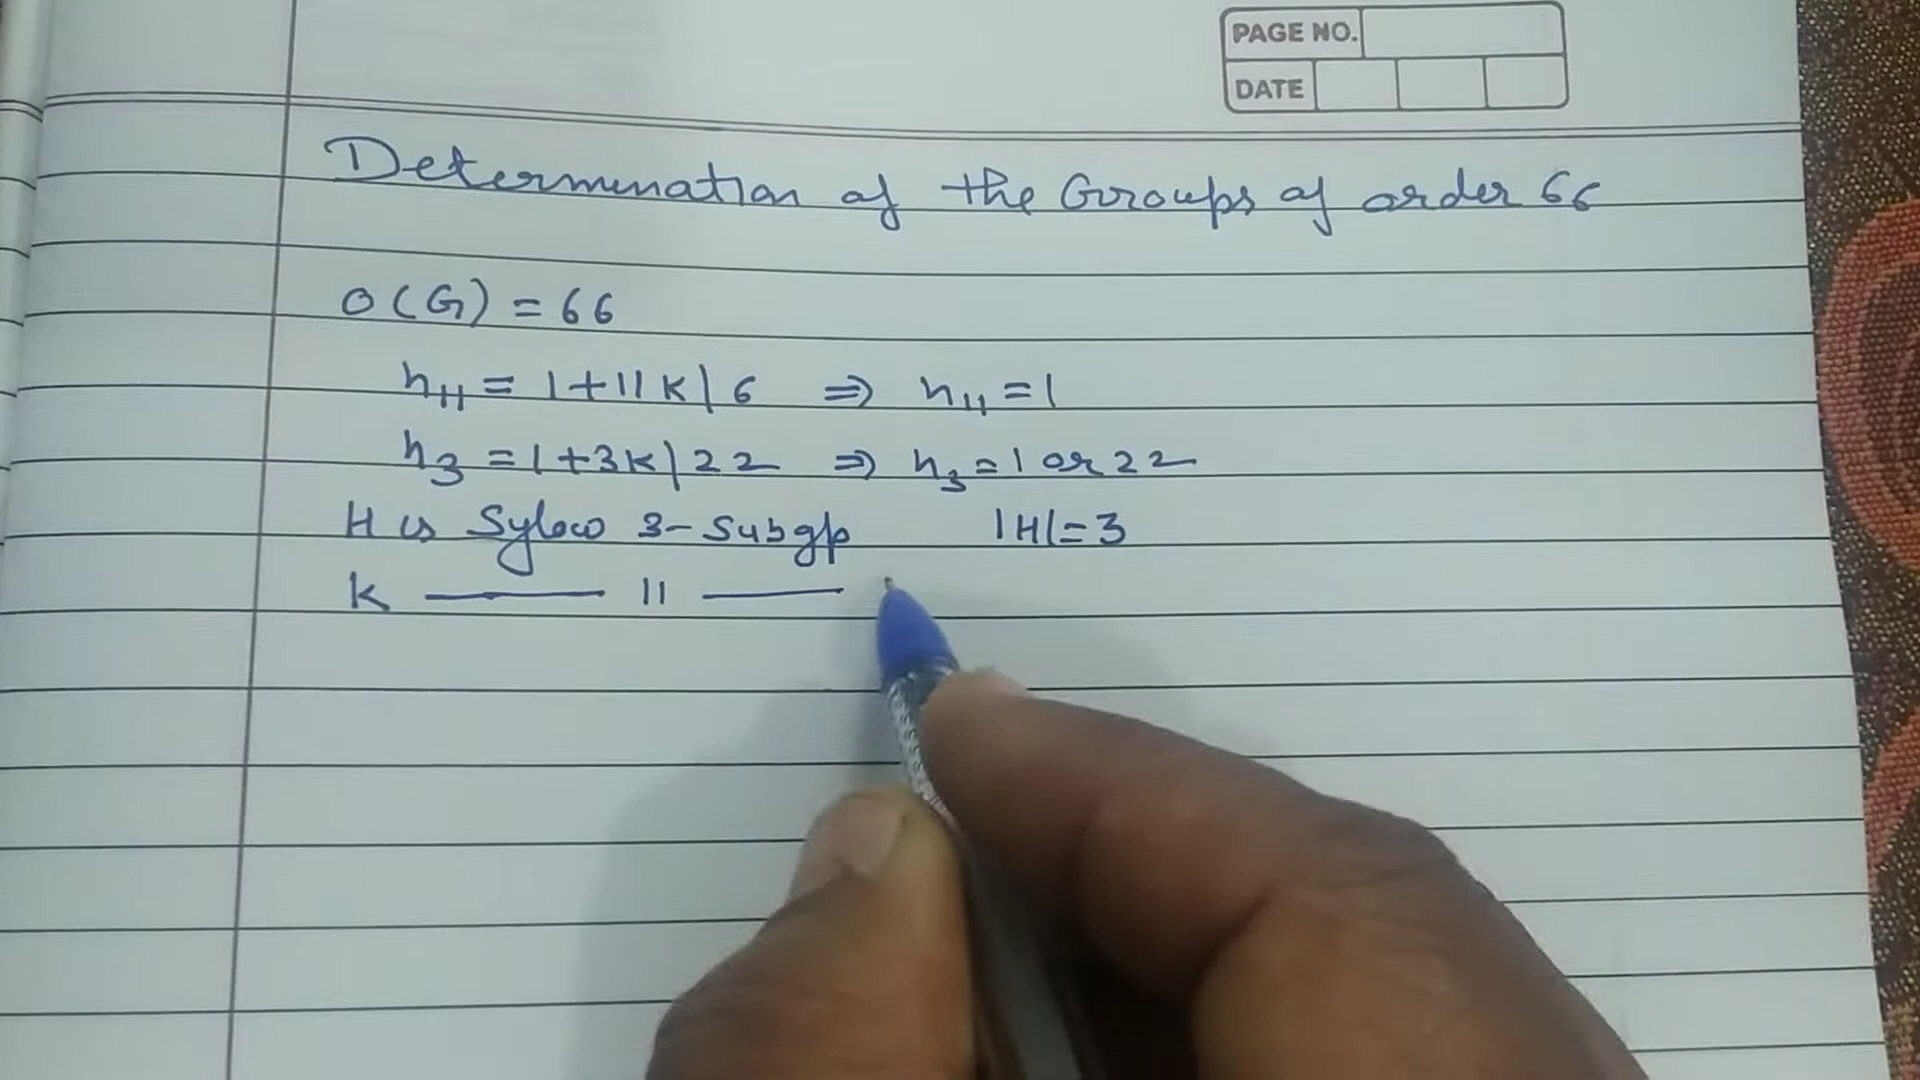 PAGE NO.
DATE
Determination of the Groups of order 66
O(G) = 66
n₁₁ = 1+11k|6 ⇒ n₁₁ = 1
n₃ = 1+3k|22 ⇒ n₃ = 1 or 22
H is Sylow 3-subgp |H|=3
K —— 11 ——